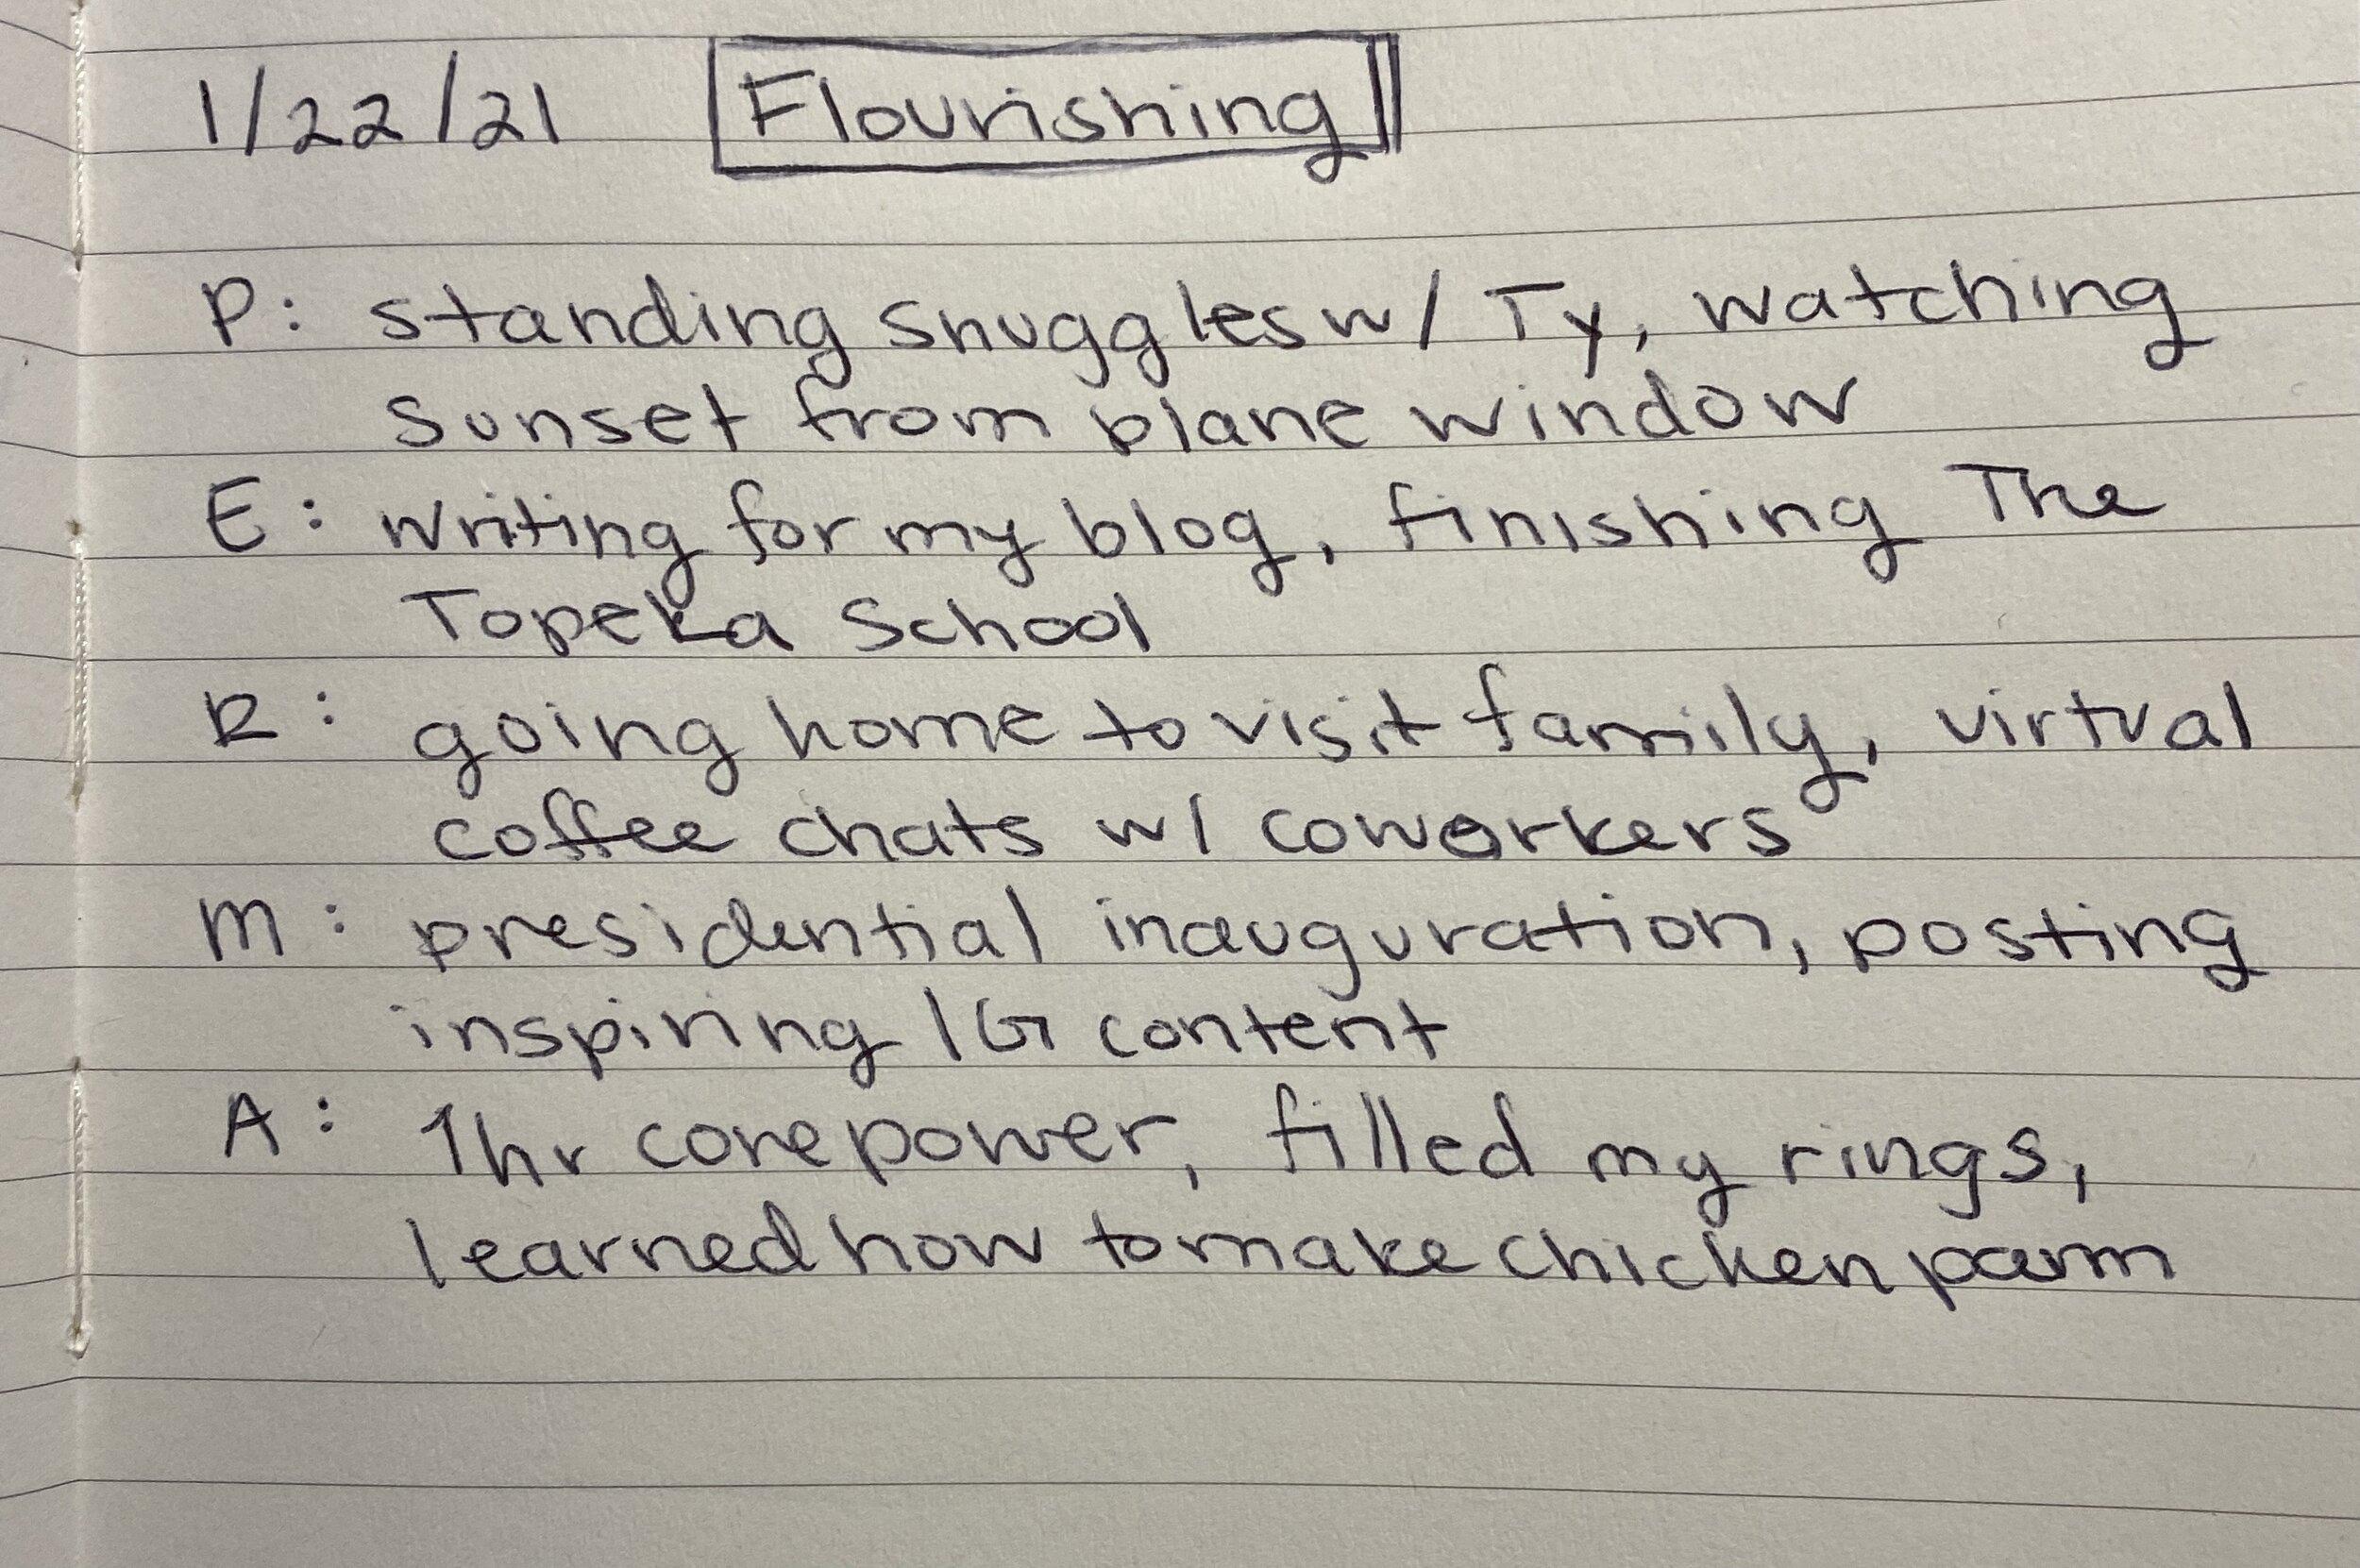 1/22/21 Flourishing
P: standing snuggles w/ Ty, watching
sunset from plane window
E: writing for my blog, finishing The
Topeka School
R: going home to visit family, virtual
coffee chats w/ coworkers
M: presidential inauguration, posting
inspiring IG content
A: 1hr corepower, filled my rings,
learned how to make chicken parm